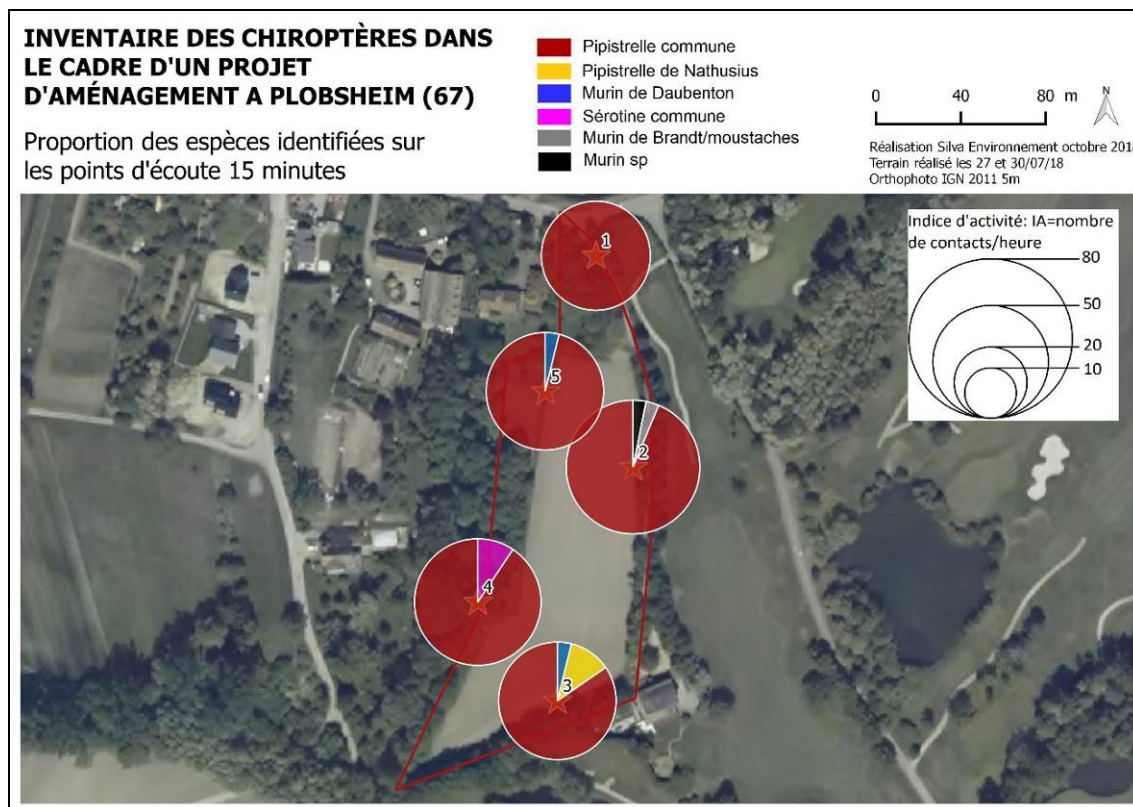 INVENTAIRE DES CHIROPTÈRES DANS
LE CADRE D'UN PROJET
D'AMÉNAGEMENT A PLOBSHEIM (67)
Proportion des espèces identifiées sur
les points d'écoute 15 minutes
Pipistrelle commune
Pipistrelle de Nathusius
Murin de Daubenton
Sérotine commune
Murin de Brandt/moustaches
Murin sp
0 40 80 m
N
Réalisation Silva Environnement octobre 2018
Terrain réalisé les 27 et 30/07/18
Orthophoto IGN 2011 5m
Indice d'activité: IA=nombre
de contacts/heure
80
50
20
10
1
5
2
4
3